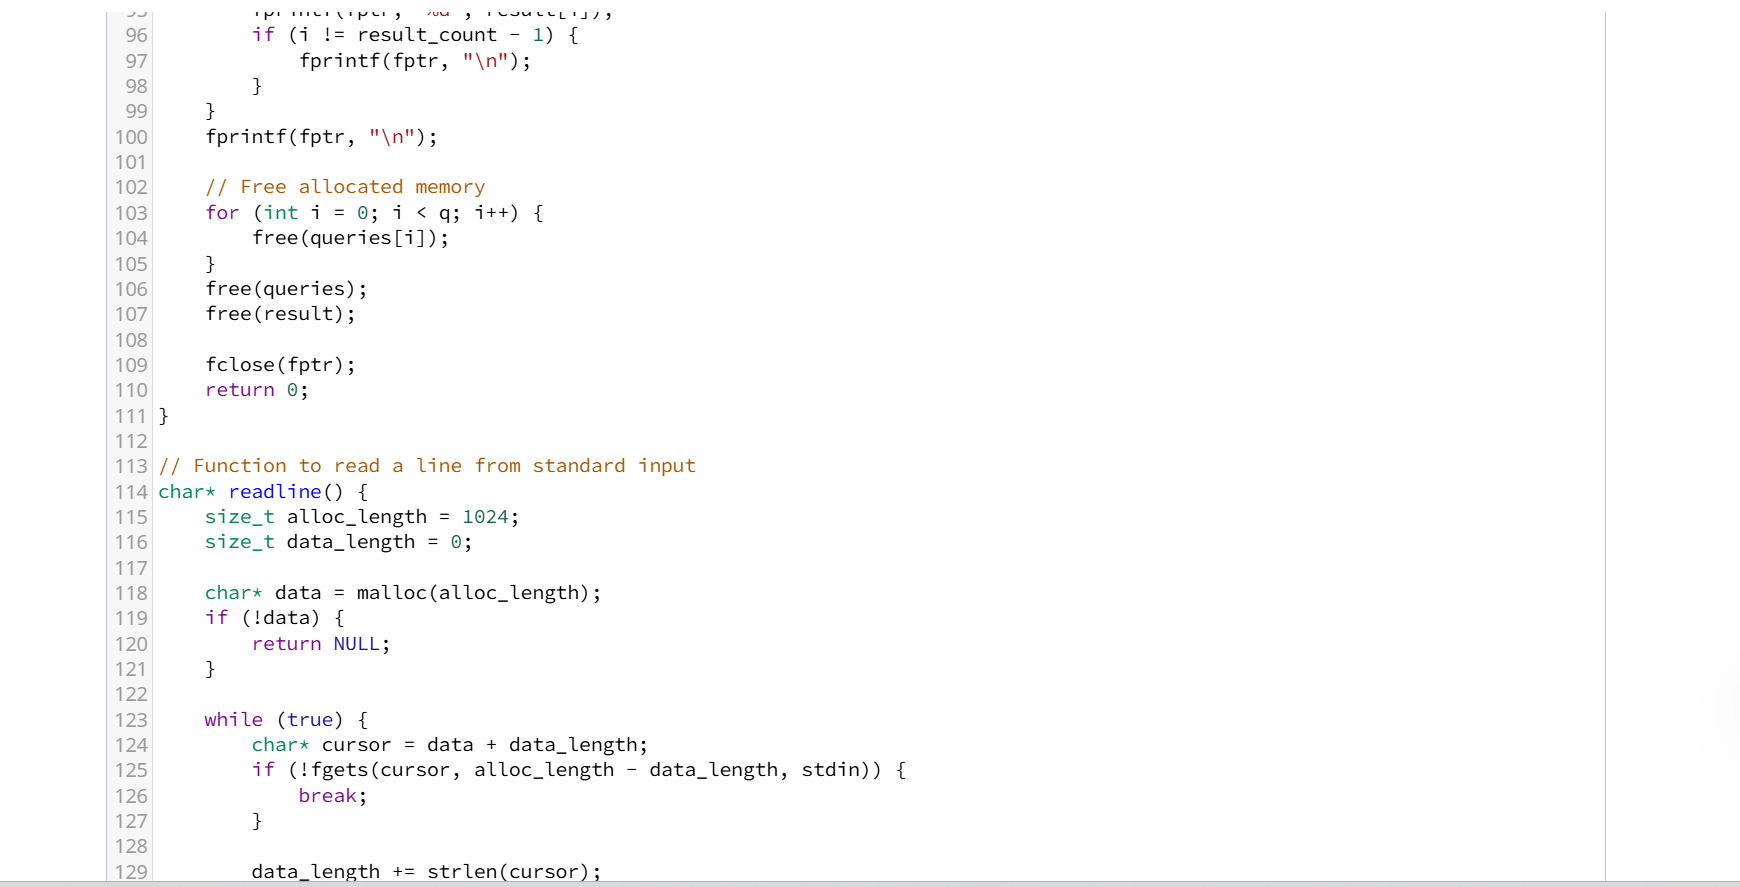 95         fprintf(fptr, "%d", result[i]);
96         if (i != result_count - 1) {
97             fprintf(fptr, "\n");
98         }
99     }
100     fprintf(fptr, "\n");
101
102     // Free allocated memory
103     for (int i = 0; i < q; i++) {
104         free(queries[i]);
105     }
106     free(queries);
107     free(result);
108
109     fclose(fptr);
110     return 0;
111 }
112
113 // Function to read a line from standard input
114 char* readline() {
115     size_t alloc_length = 1024;
116     size_t data_length = 0;
117
118     char* data = malloc(alloc_length);
119     if (!data) {
120         return NULL;
121     }
122
123     while (true) {
124         char* cursor = data + data_length;
125         if (!fgets(cursor, alloc_length - data_length, stdin)) {
126             break;
127         }
128
129         data_length += strlen(cursor);